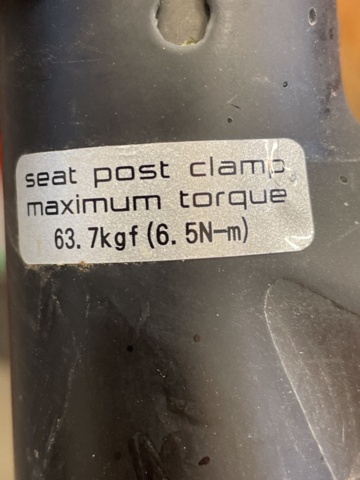 seat post clamp
maximum torque
63.7kgf (6.5N-m)